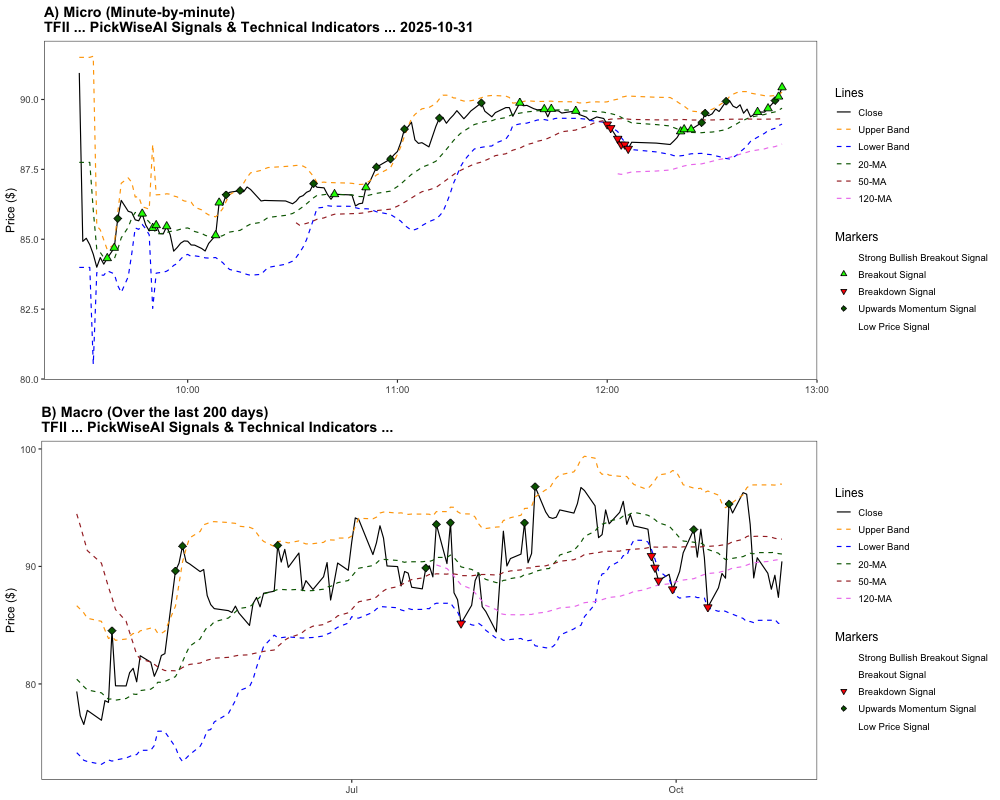 A) Micro (Minute-by-minute)
TFII ... PickWiseAI Signals & Technical Indicators ... 2025-10-31
Price ($)
90.0
87.5
85.0
82.5
80.0
10:00
11:00
12:00
13:00
Lines
Close
Upper Band
Lower Band
20-MA
50-MA
120-MA
Markers
Strong Bullish Breakout Signal
Breakout Signal
Breakdown Signal
Upwards Momentum Signal
Low Price Signal
B) Macro (Over the last 200 days)
TFII ... PickWiseAI Signals & Technical Indicators ...
Price ($)
100
90
80
Jul
Oct
Lines
Close
Upper Band
Lower Band
20-MA
50-MA
120-MA
Markers
Strong Bullish Breakout Signal
Breakout Signal
Breakdown Signal
Upwards Momentum Signal
Low Price Signal